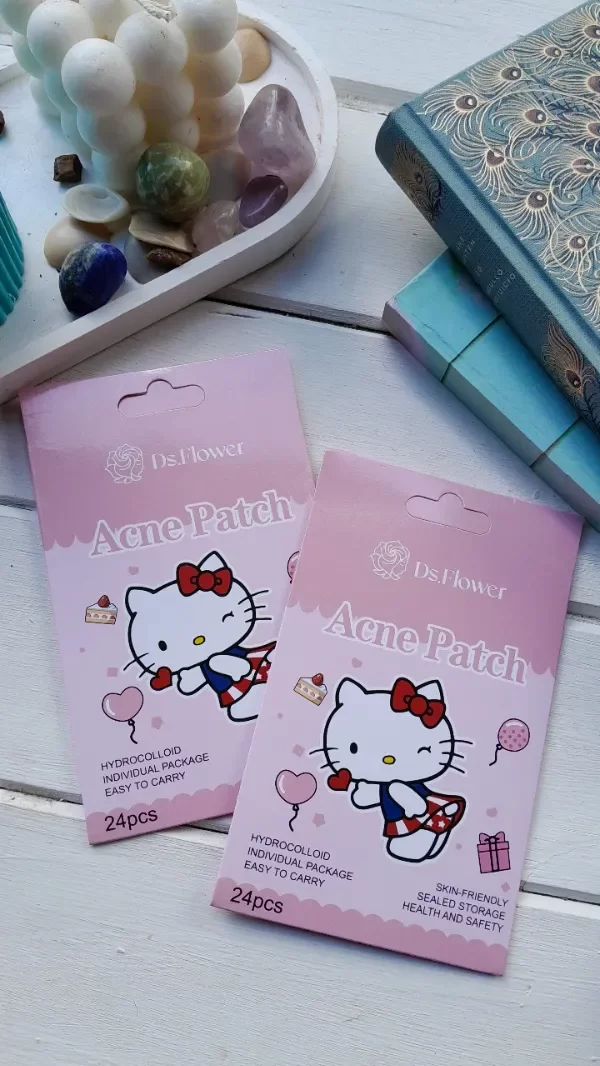 Ds.Flower
Acne Patch
HYDROCOLLOID
INDIVIDUAL PACKAGE
EASY TO CARRY
24pcs
Ds.Flower
Acne Patch
HYDROCOLLOID
INDIVIDUAL PACKAGE
EASY TO CARRY
24pcs
SKIN-FRIENDLY
SEALED STORAGE
HEALTH AND SAFETY